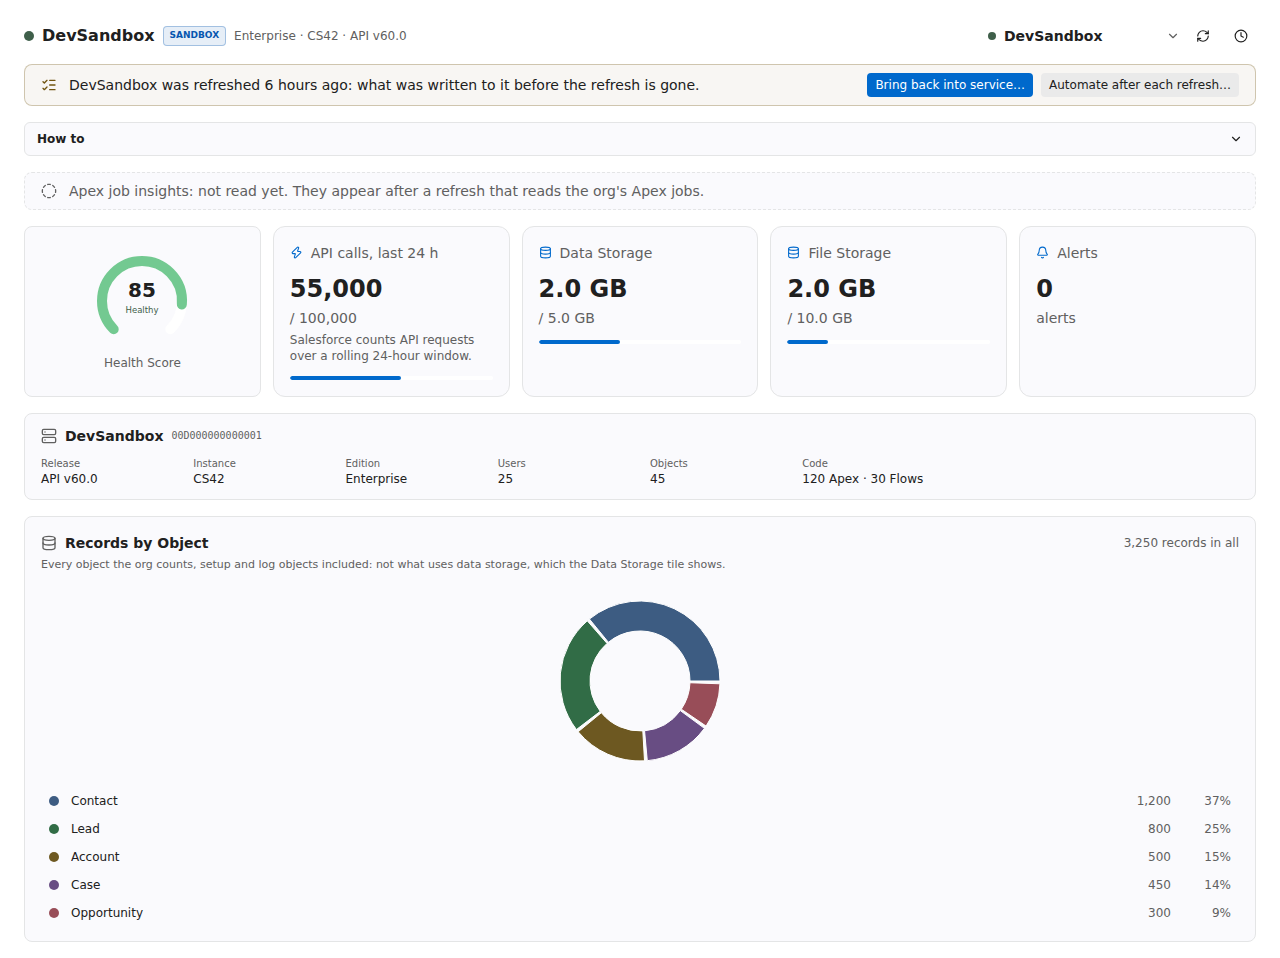 DevSandbox SANDBOX Enterprise · CS42 · API v60.0
DevSandbox
DevSandbox was refreshed 6 hours ago: what was written to it before the refresh is gone.
Bring back into service...
Automate after each refresh...
How to
Apex job insights: not read yet. They appear after a refresh that reads the org's Apex jobs.
85
Healthy
Health Score
API calls, last 24 h
55,000
/ 100,000
Salesforce counts API requests
over a rolling 24-hour window.
Data Storage
2.0 GB
/ 5.0 GB
File Storage
2.0 GB
/ 10.0 GB
Alerts
0
alerts
DevSandbox 00D000000000001
Release
API v60.0
Instance
CS42
Edition
Enterprise
Users
25
Objects
45
Code
120 Apex · 30 Flows
Records by Object
3,250 records in all
Every object the org counts, setup and log objects included: not what uses data storage, which the Data Storage tile shows.
Contact 1,200 37%
Lead 800 25%
Account 500 15%
Case 450 14%
Opportunity 300 9%